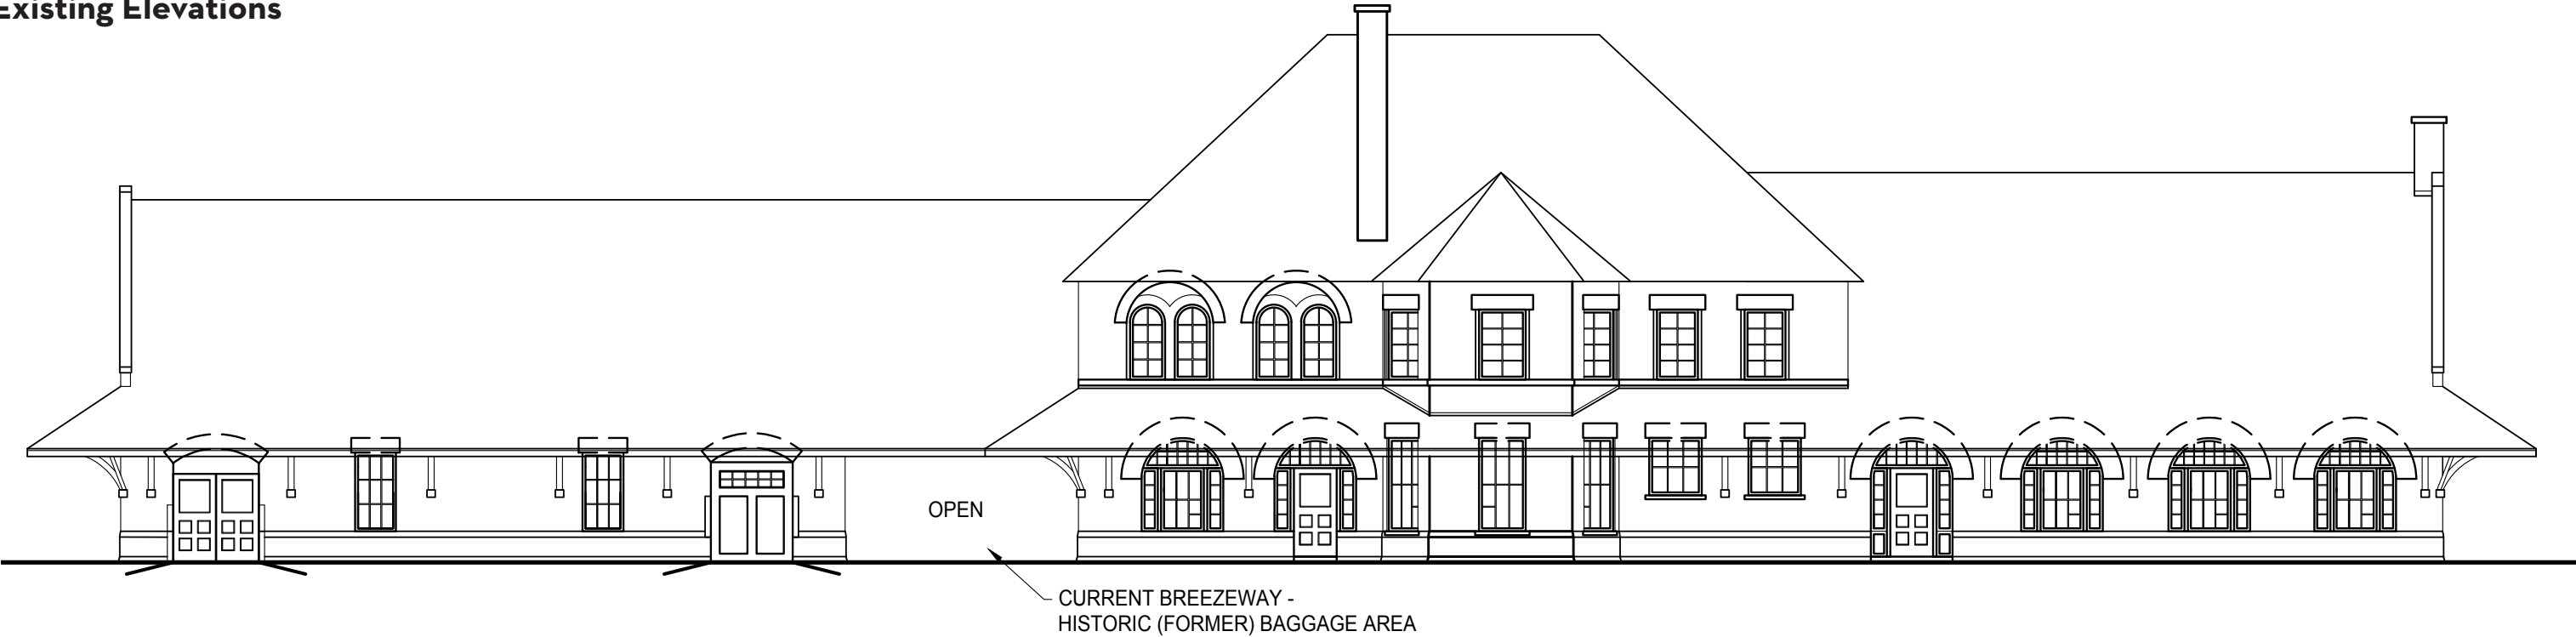 Existing Elevations
OPEN
CURRENT BREEZEWAY -
HISTORIC (FORMER) BAGGAGE AREA